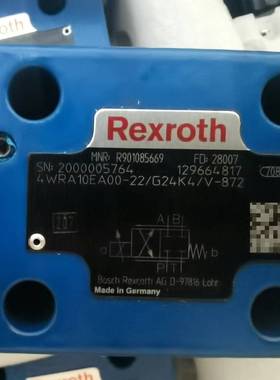 Rexroth
MNR: R901085669 FD: 28007
SN: 2000005764 129664817 708
4WRA10EA00-22/G24K4/V-872
A B
a
b
P T
Bosch Rexroth AG D-97816 Lohr
Made in Germany